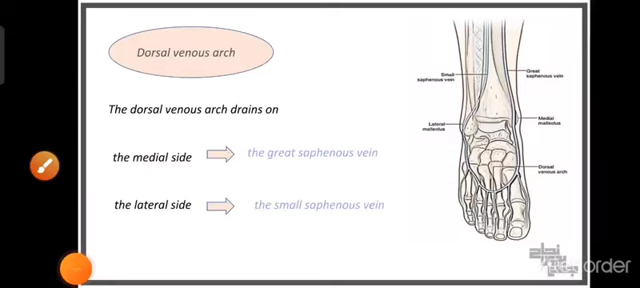 Dorsal venous arch
The dorsal venous arch drains on
the medial side
the great saphenous vein
the lateral side
the small saphenous vein
Small
saphenous vein
Great
saphenous vein
Lateral
malleolus
Medial
malleolus
Dorsal
venous arch